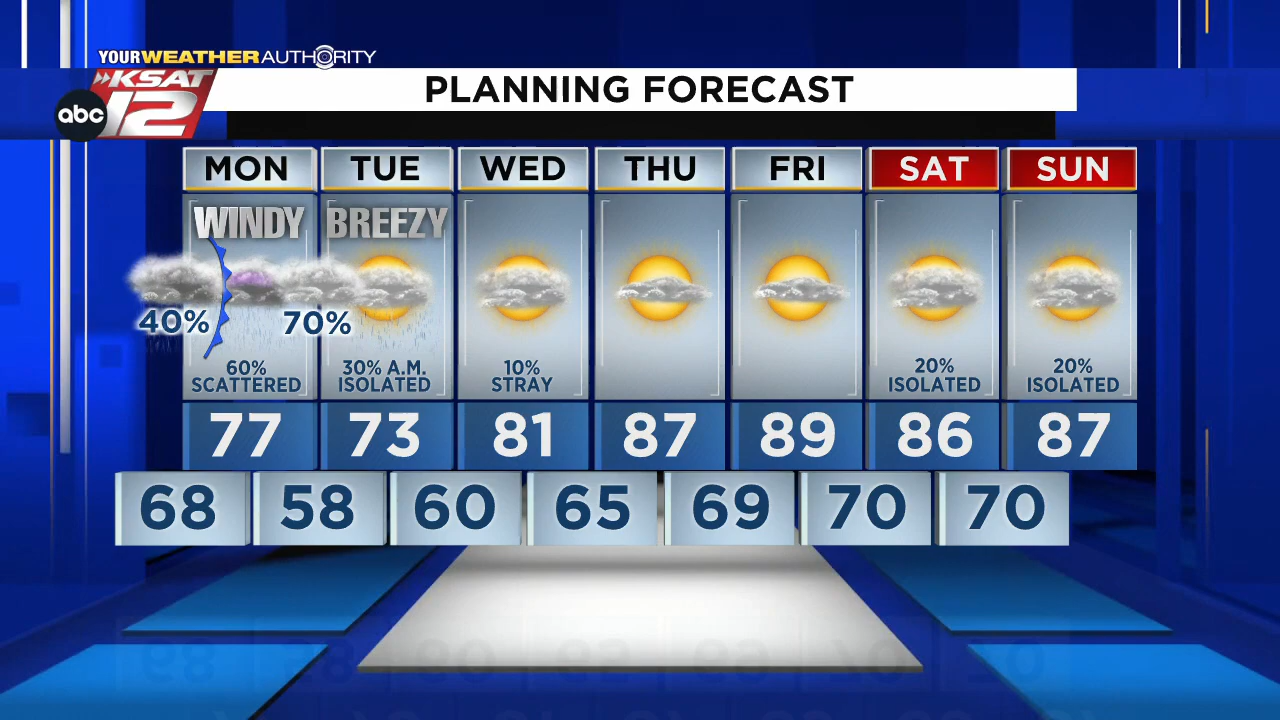 YOURWEATHERAUTHORITY
KSAT
abc 12
PLANNING FORECAST
MON TUE WED THU FRI SAT SUN
WINDY BREEZY
40% 70%
60% SCATTERED
30% A.M. ISOLATED
10% STRAY
20% ISOLATED
20% ISOLATED
77 73 81 87 89 86 87
68 58 60 65 69 70 70